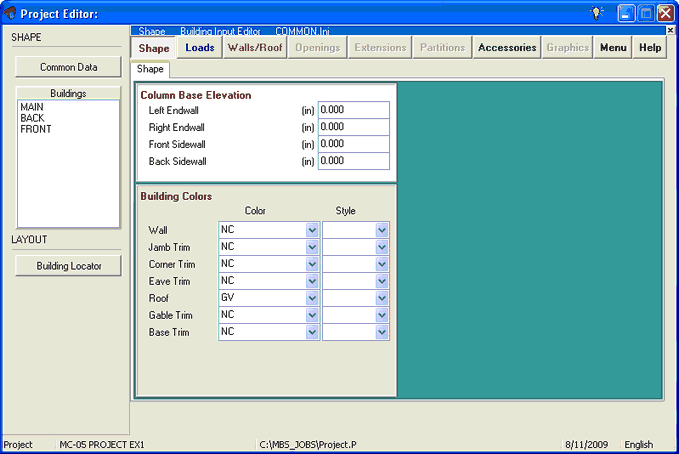 Project Editor:
SHAPE
Common Data
Buildings
MAIN
BACK
FRONT
LAYOUT
Building Locator
Shape Building Input Editor COMMON.Ini
Shape Loads Walls/Roof Openings Extensions Partitions Accessories Graphics Menu Help
Shape
Column Base Elevation
Left Endwall (in) 0.000
Right Endwall (in) 0.000
Front Sidewall (in) 0.000
Back Sidewall (in) 0.000
Building Colors
Color Style
Wall NC
Jamb Trim NC
Corner Trim NC
Eave Trim NC
Roof GV
Gable Trim NC
Base Trim NC
Project MC-05 PROJECT EX1 C:\MBS_JOBS\Project.P 8/11/2009 English